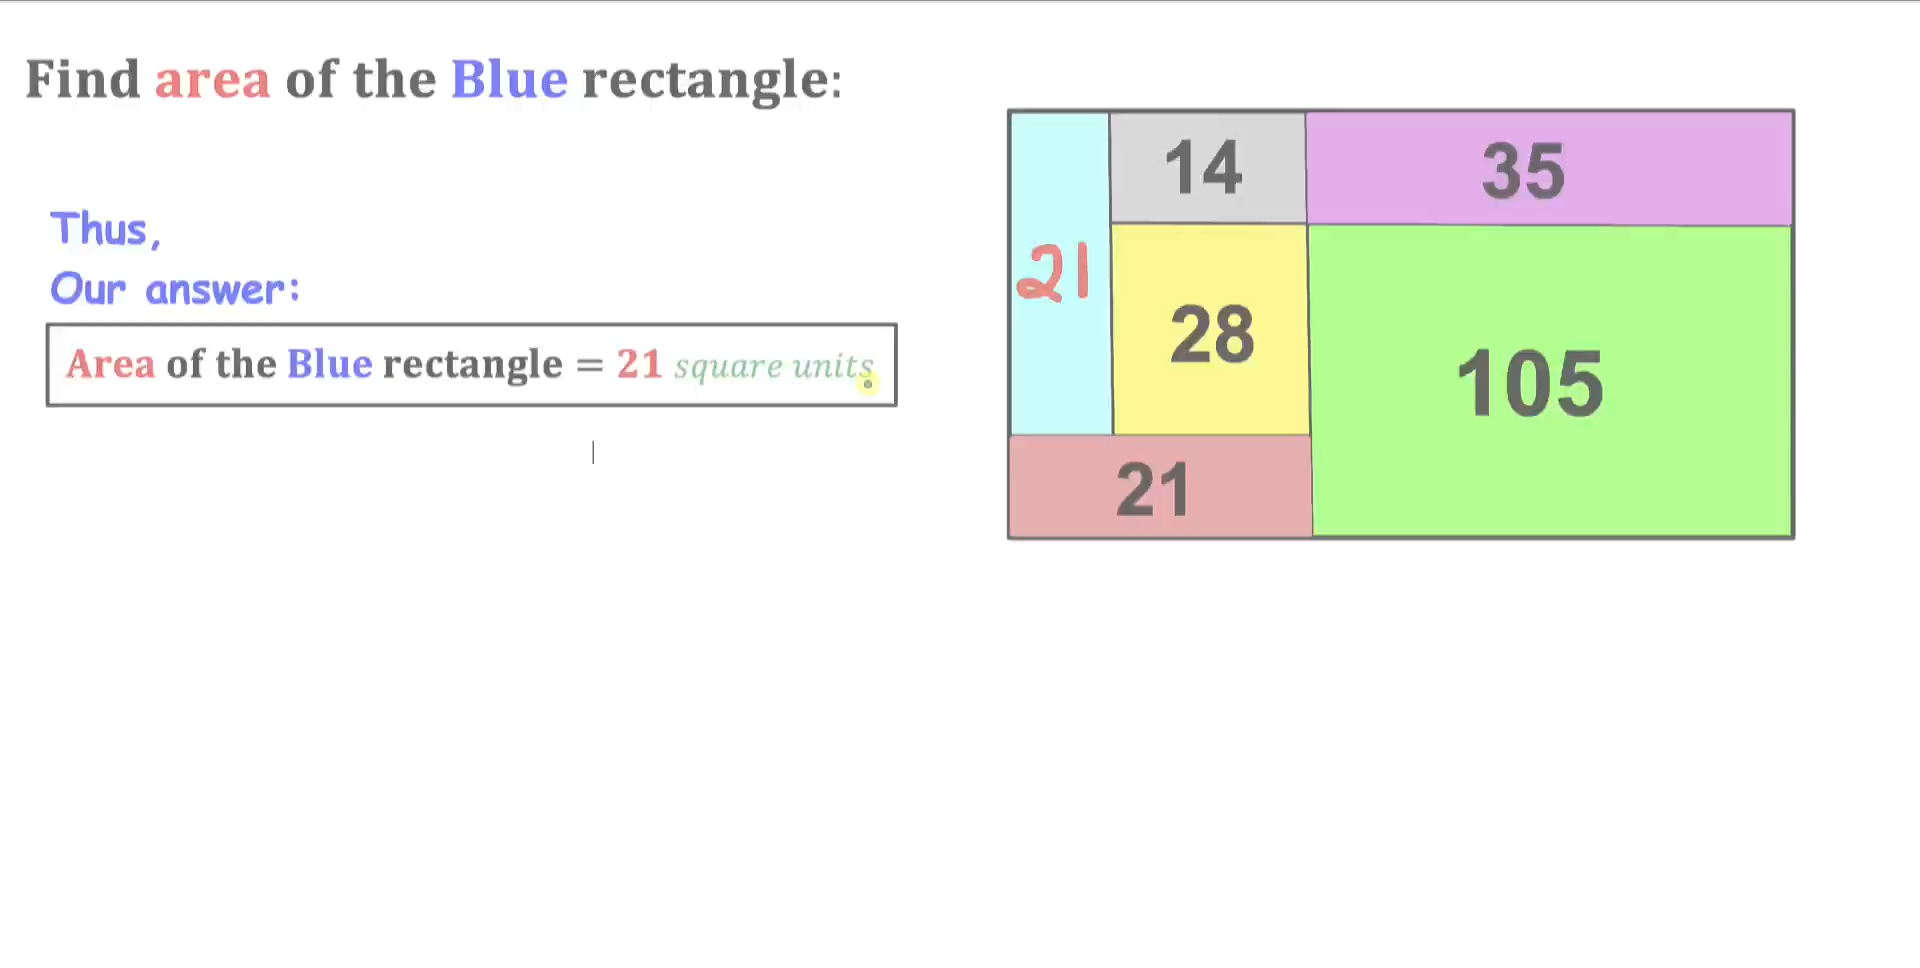 Find area of the Blue rectangle:
Thus,
Our answer:
Area of the Blue rectangle = 21 square units
14
35
21
28
105
21